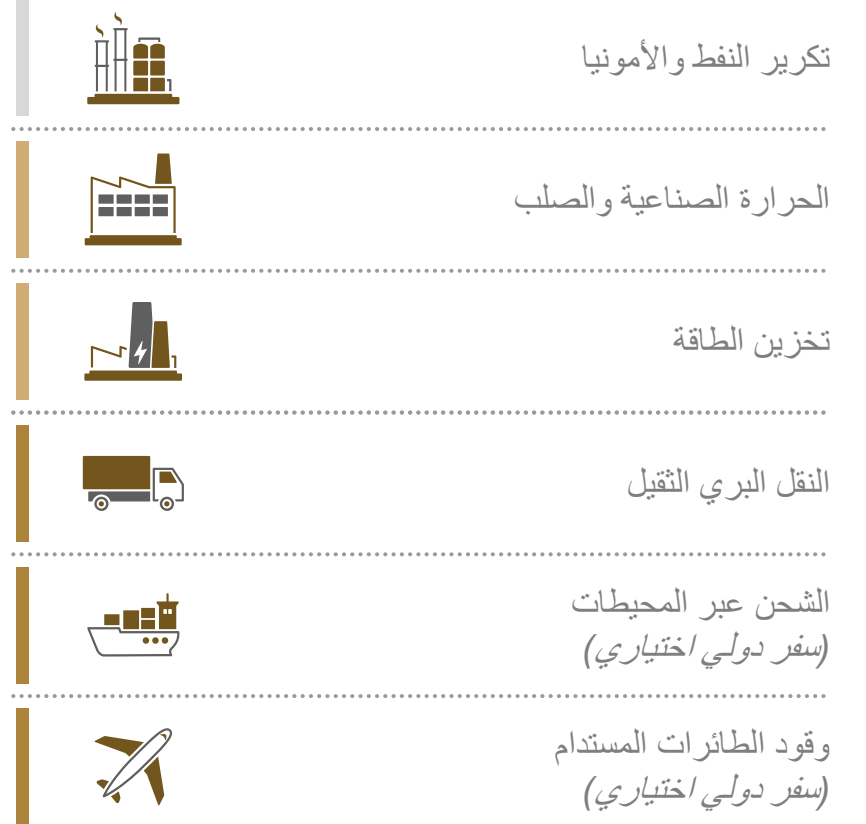 تكرير النفط والأمونيا
الحرارة الصناعية والصلب
تخزين الطاقة
النقل البري الثقيل
الشحن عبر المحيطات
(سفر دولي اختياري)
وقود الطائرات المستدام
(سفر دولي اختياري)